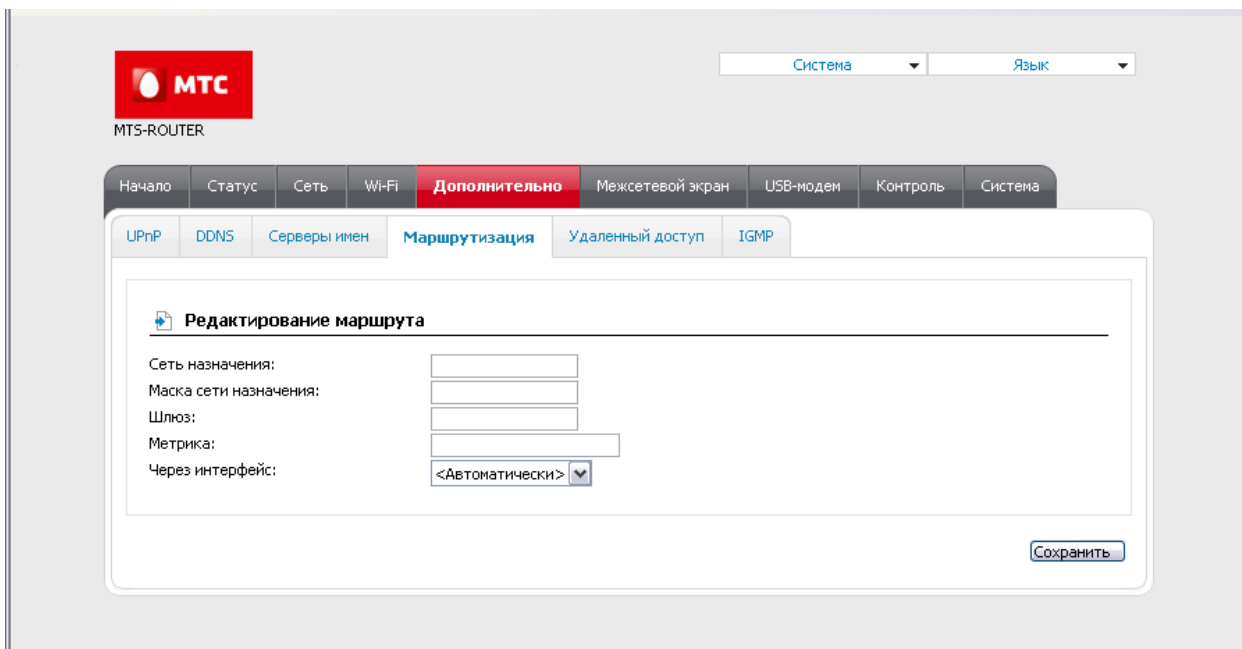 Система
Язык
МТС
MTS-ROUTER
Начало Статус Сеть Wi-Fi Дополнительно Межсетевой экран USB-модем Контроль Система
UPnP DDNS Серверы имен Маршрутизация Удаленный доступ IGMP
Редактирование маршрута
Сеть назначения:
Маска сети назначения:
Шлюз:
Метрика:
Через интерфейс: <Автоматически>
Сохранить